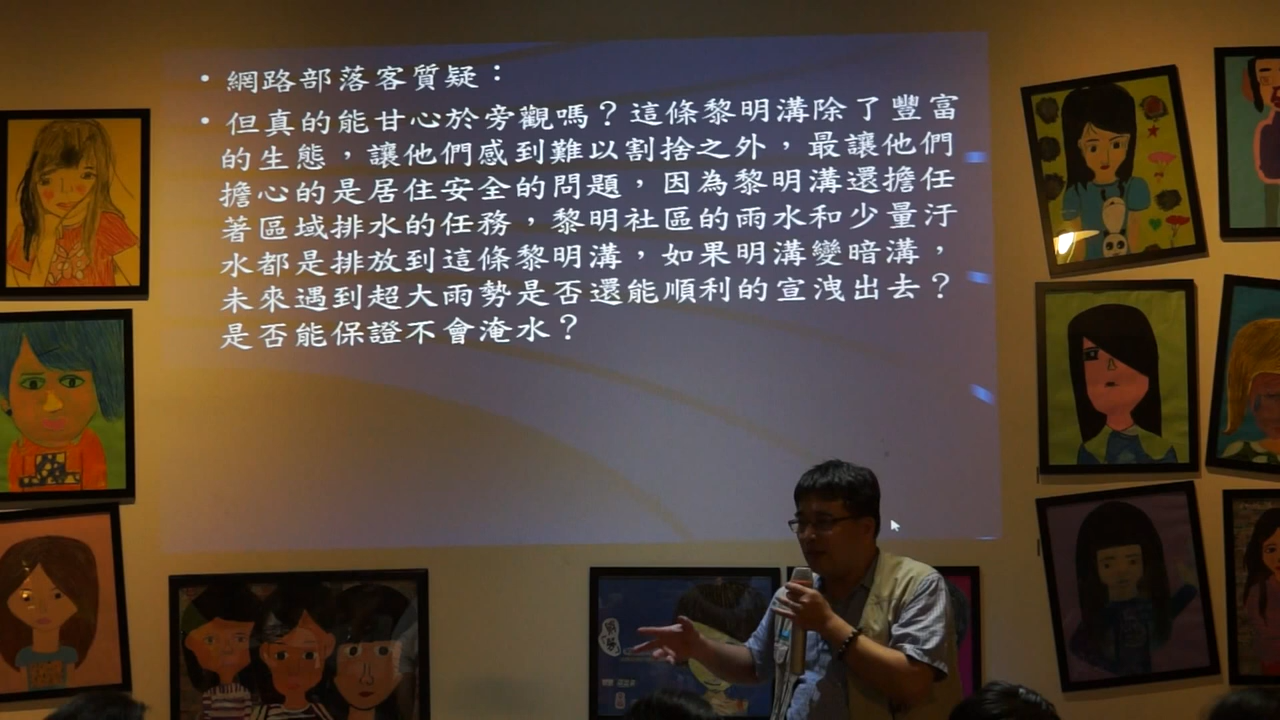 • 網路部落客質疑：
• 但真的能甘心於旁觀嗎？這條黎明溝除了豐富
的生態，讓他們感到難以割捨之外，最讓他們
擔心的是居住安全的問題，因為黎明溝還擔任
著區域排水的任務，黎明社區的雨水和少量汙
水都是排放到這條黎明溝，如果明溝變暗溝，
未來遇到超大雨勢是否還能順利的宣洩出去？
是否能保證不會淹水？